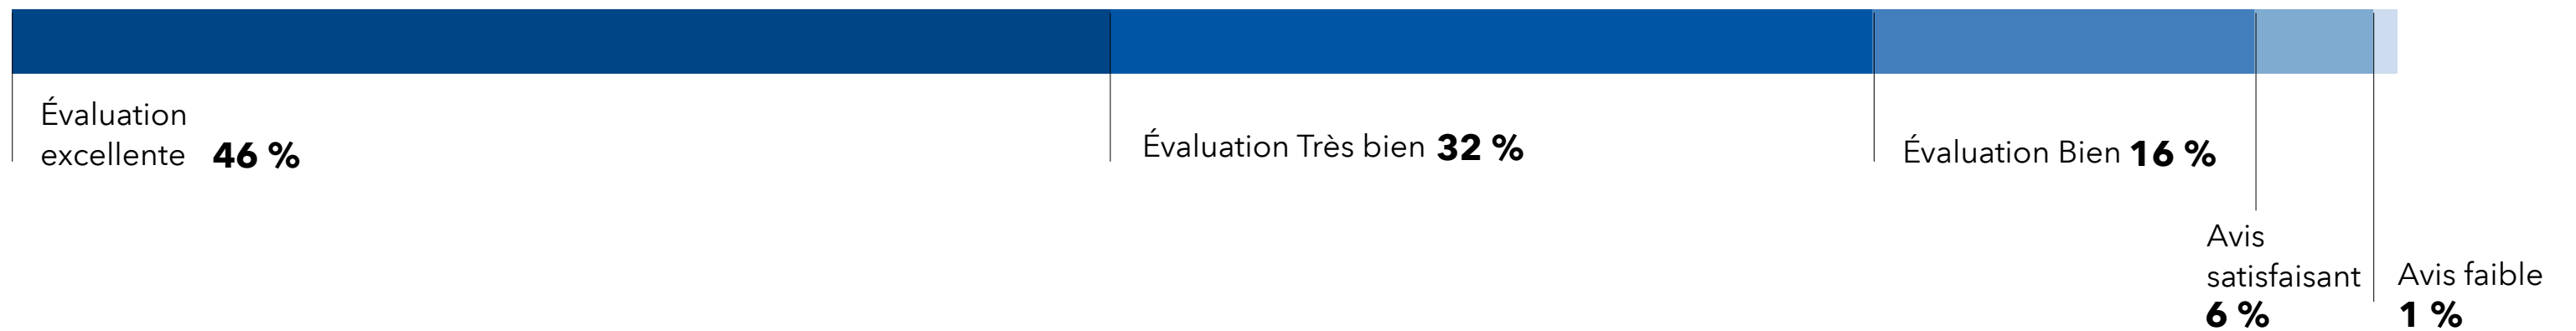 Évaluation
excellente 46 %
Évaluation Très bien 32 %
Évaluation Bien 16 %
Avis
satisfaisant
6 %
Avis faible
1 %